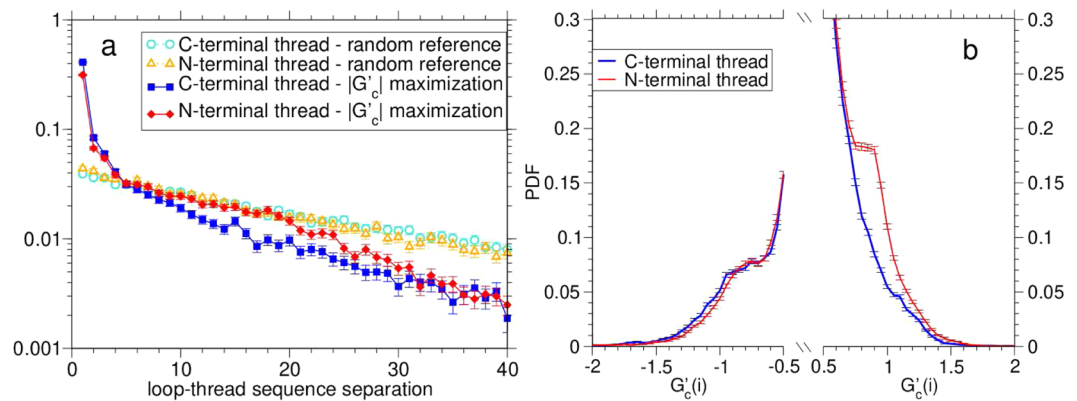 a
C-terminal thread - random reference
N-terminal thread - random reference
C-terminal thread - |G'c| maximization
N-terminal thread - |G'c| maximization
1
0.1
0.01
0.001
0 10 20 30 40
loop-thread sequence separation
b
C-terminal thread
N-terminal thread
PDF
0.3
0.25
0.2
0.15
0.1
0.05
0
0.3
0.25
0.2
0.15
0.1
0.05
0
-2 -1.5 -1 -0.5 0.5 1 1.5 2
G'c(i) G'c(i)